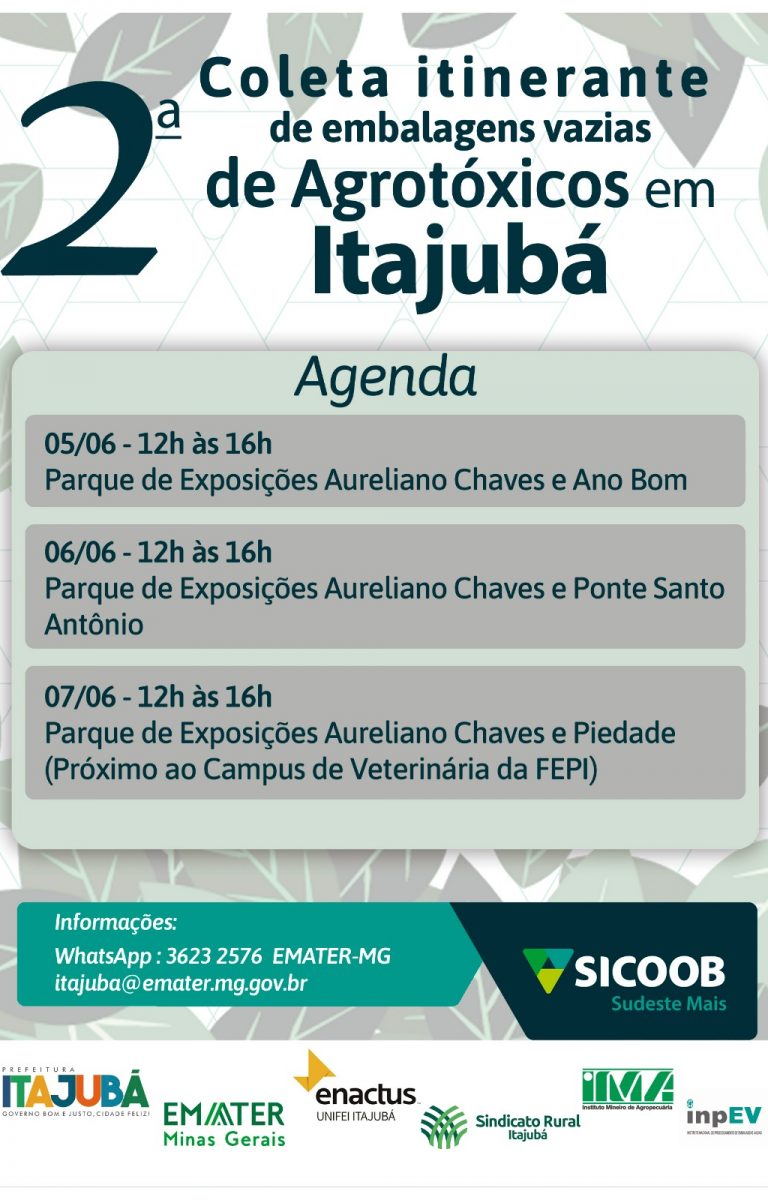 2ª
Coleta itinerante
de embalagens vazias
de Agrotóxicos em
Itajubá
Agenda
05/06 - 12h às 16h
Parque de Exposições Aureliano Chaves e Ano Bom
06/06 - 12h às 16h
Parque de Exposições Aureliano Chaves e Ponte Santo
Antônio
07/06 - 12h às 16h
Parque de Exposições Aureliano Chaves e Piedade
(Próximo ao Campus de Veterinária da FEPI)
Informações:
WhatsApp : 3623 2576 EMATER-MG
itajuba@emater.mg.gov.br
SICOOB
Sudeste Mais
PREFEITURA
ITAJUBÁ
GOVERNO BOM E JUSTO, CIDADE FELIZ!
EMATER
Minas Gerais
enactus
UNIFEI ITAJUBÁ
Sindicato Rural
Itajubá
iMA
Instituto Mineiro de Agropecuária
inpEV